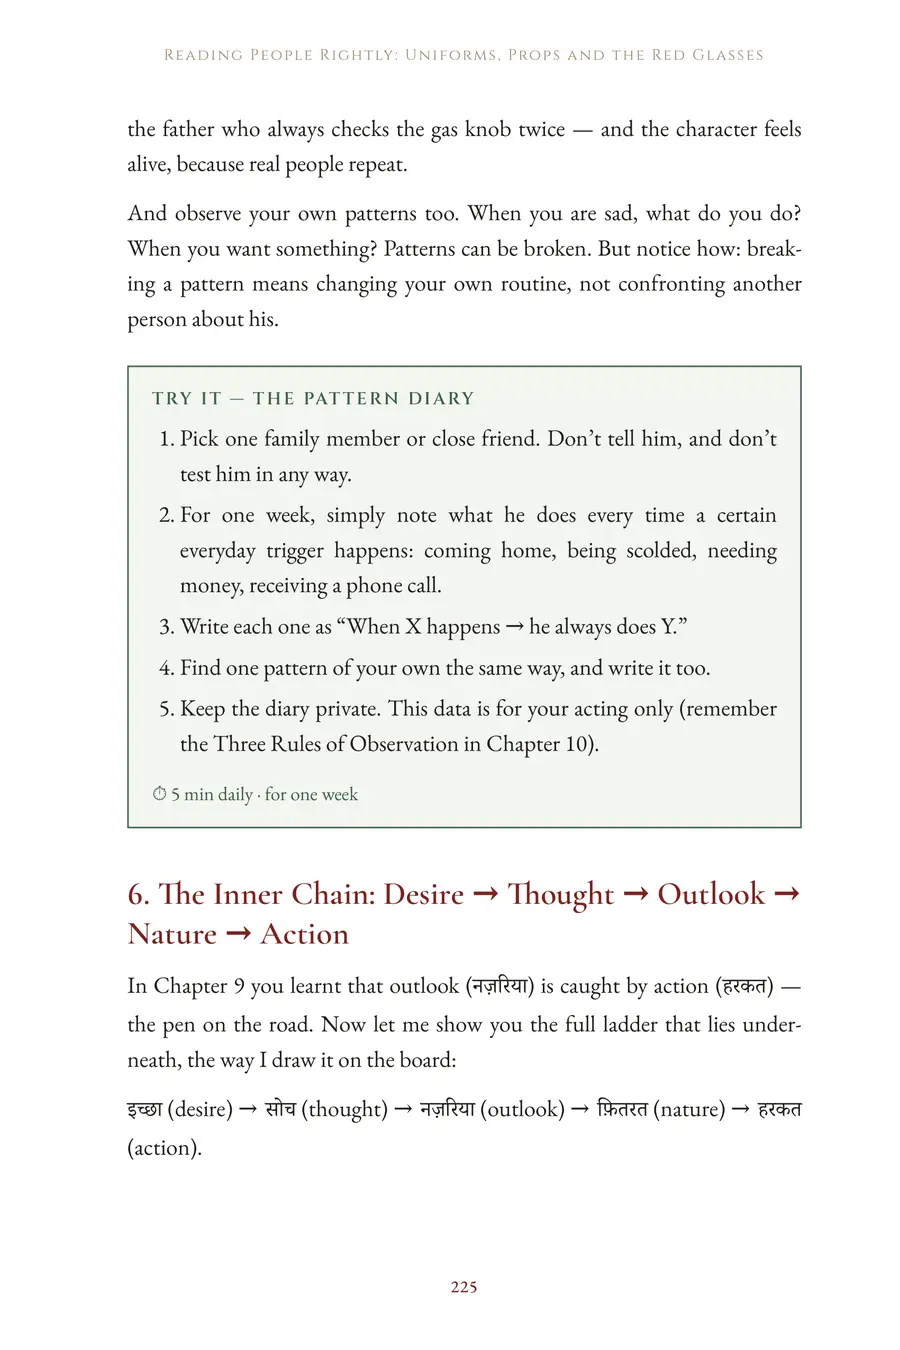 Reading People Rightly: Uniforms, Props and the Red Glasses
the father who always checks the gas knob twice — and the character feels
alive, because real people repeat.
And observe your own patterns too. When you are sad, what do you do?
When you want something? Patterns can be broken. But notice how: break-
ing a pattern means changing your own routine, not confronting another
person about his.
TRY IT — THE PATTERN DIARY
1. Pick one family member or close friend. Don’t tell him, and don’t
test him in any way.
2. For one week, simply note what he does every time a certain
everyday trigger happens: coming home, being scolded, needing
money, receiving a phone call.
3. Write each one as “When X happens → he always does Y.”
4. Find one pattern of your own the same way, and write it too.
5. Keep the diary private. This data is for your acting only (remember
the Three Rules of Observation in Chapter 10).
⏱ 5 min daily · for one week
6. The Inner Chain: Desire → Thought → Outlook →
Nature → Action
In Chapter 9 you learnt that outlook (नज़रिया) is caught by action (हरकत) —
the pen on the road. Now let me show you the full ladder that lies under-
neath, the way I draw it on the board:
इच्छा (desire) → सोच (thought) → नज़रिया (outlook) → फ़ितरत (nature) → हरकत
(action).
225